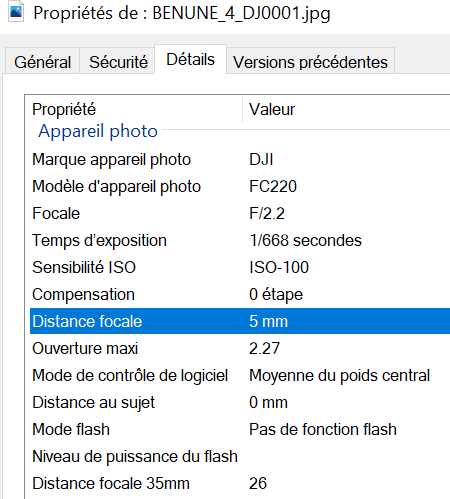 Propriétés de : BENUNE_4_DJ0001.jpg
Général Sécurité Détails Versions précédentes
Propriété Valeur
Appareil photo
Marque appareil photo DJI
Modèle d'appareil photo FC220
Focale F/2.2
Temps d’exposition 1/668 secondes
Sensibilité ISO ISO-100
Compensation 0 étape
Distance focale 5 mm
Ouverture maxi 2.27
Mode de contrôle de logiciel Moyenne du poids central
Distance au sujet 0 mm
Mode flash Pas de fonction flash
Niveau de puissance du flash
Distance focale 35mm 26